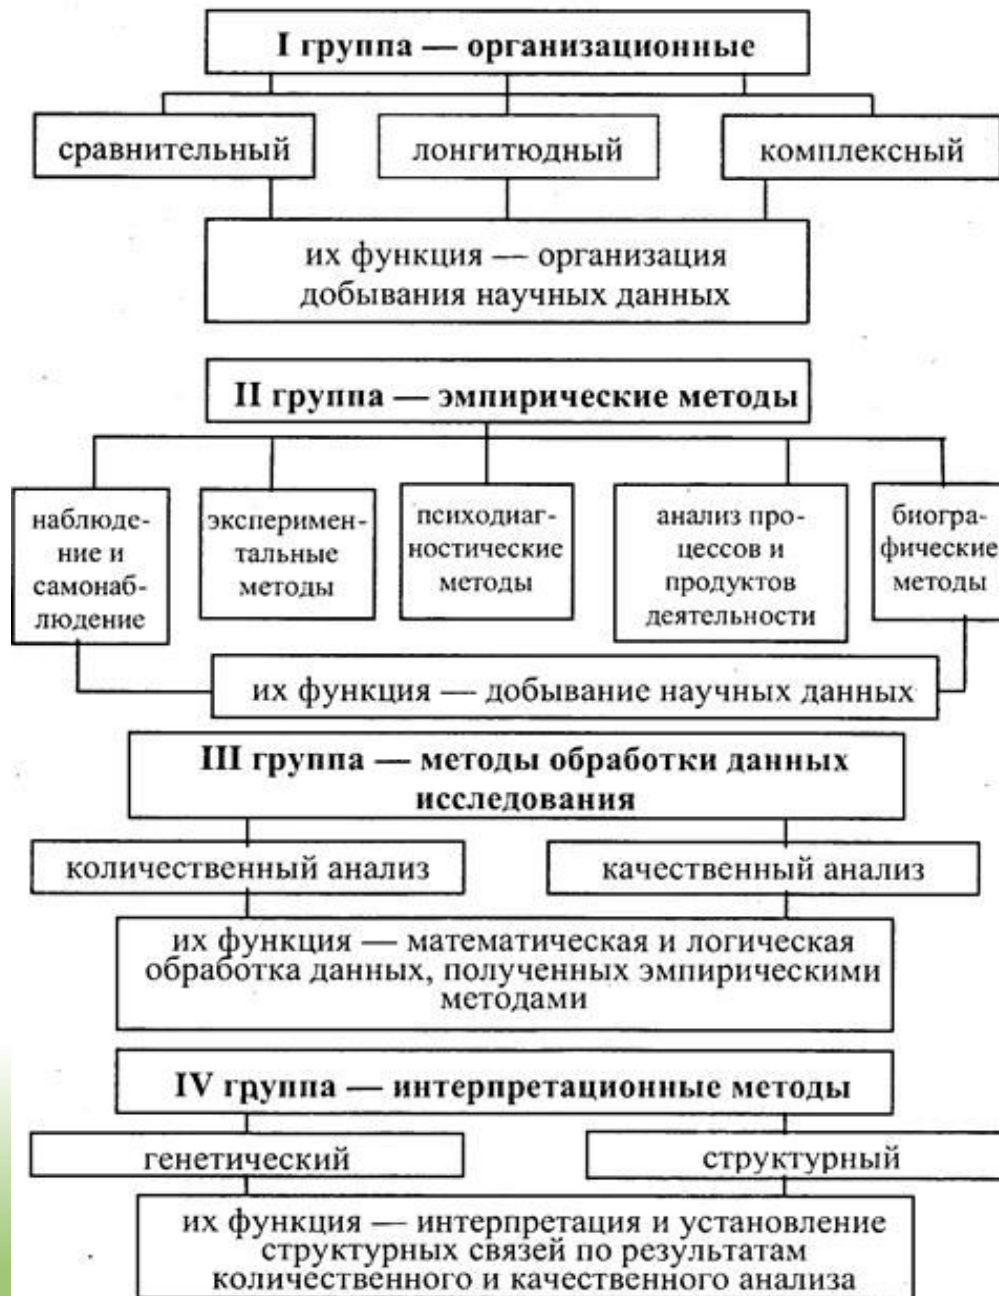 I группа — организационные
сравнительный
лонгитюдный
комплексный
их функция — организация
добывания научных данных
II группа — эмпирические методы
наблюде-
ние и
самонаб-
людение
эксперимен-
тальные
методы
психодиаг-
ностические
методы
анализ про-
цессов и
продуктов
деятельности
биогра-
фические
методы
их функция — добывание научных данных
III группа — методы обработки данных
исследования
количественный анализ
качественный анализ
их функция — математическая и логическая
обработка данных, полученных эмпирическими
методами
IV группа — интерпретационные методы
генетический
структурный
их функция — интерпретация и установление
структурных связей по результатам
количественного и качественного анализа